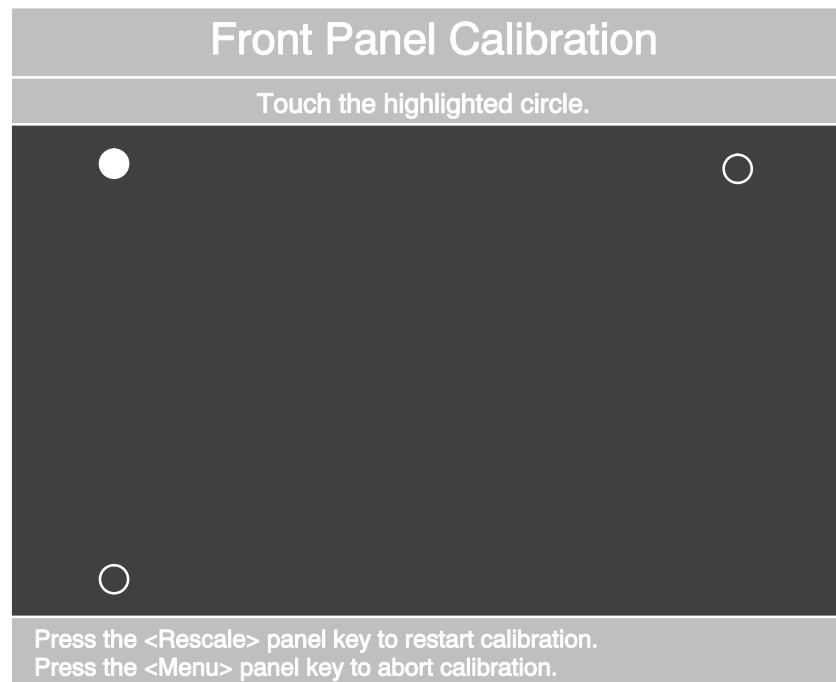 Front Panel Calibration
Touch the highlighted circle.
Press the <Rescale> panel key to restart calibration.
Press the <Menu> panel key to abort calibration.